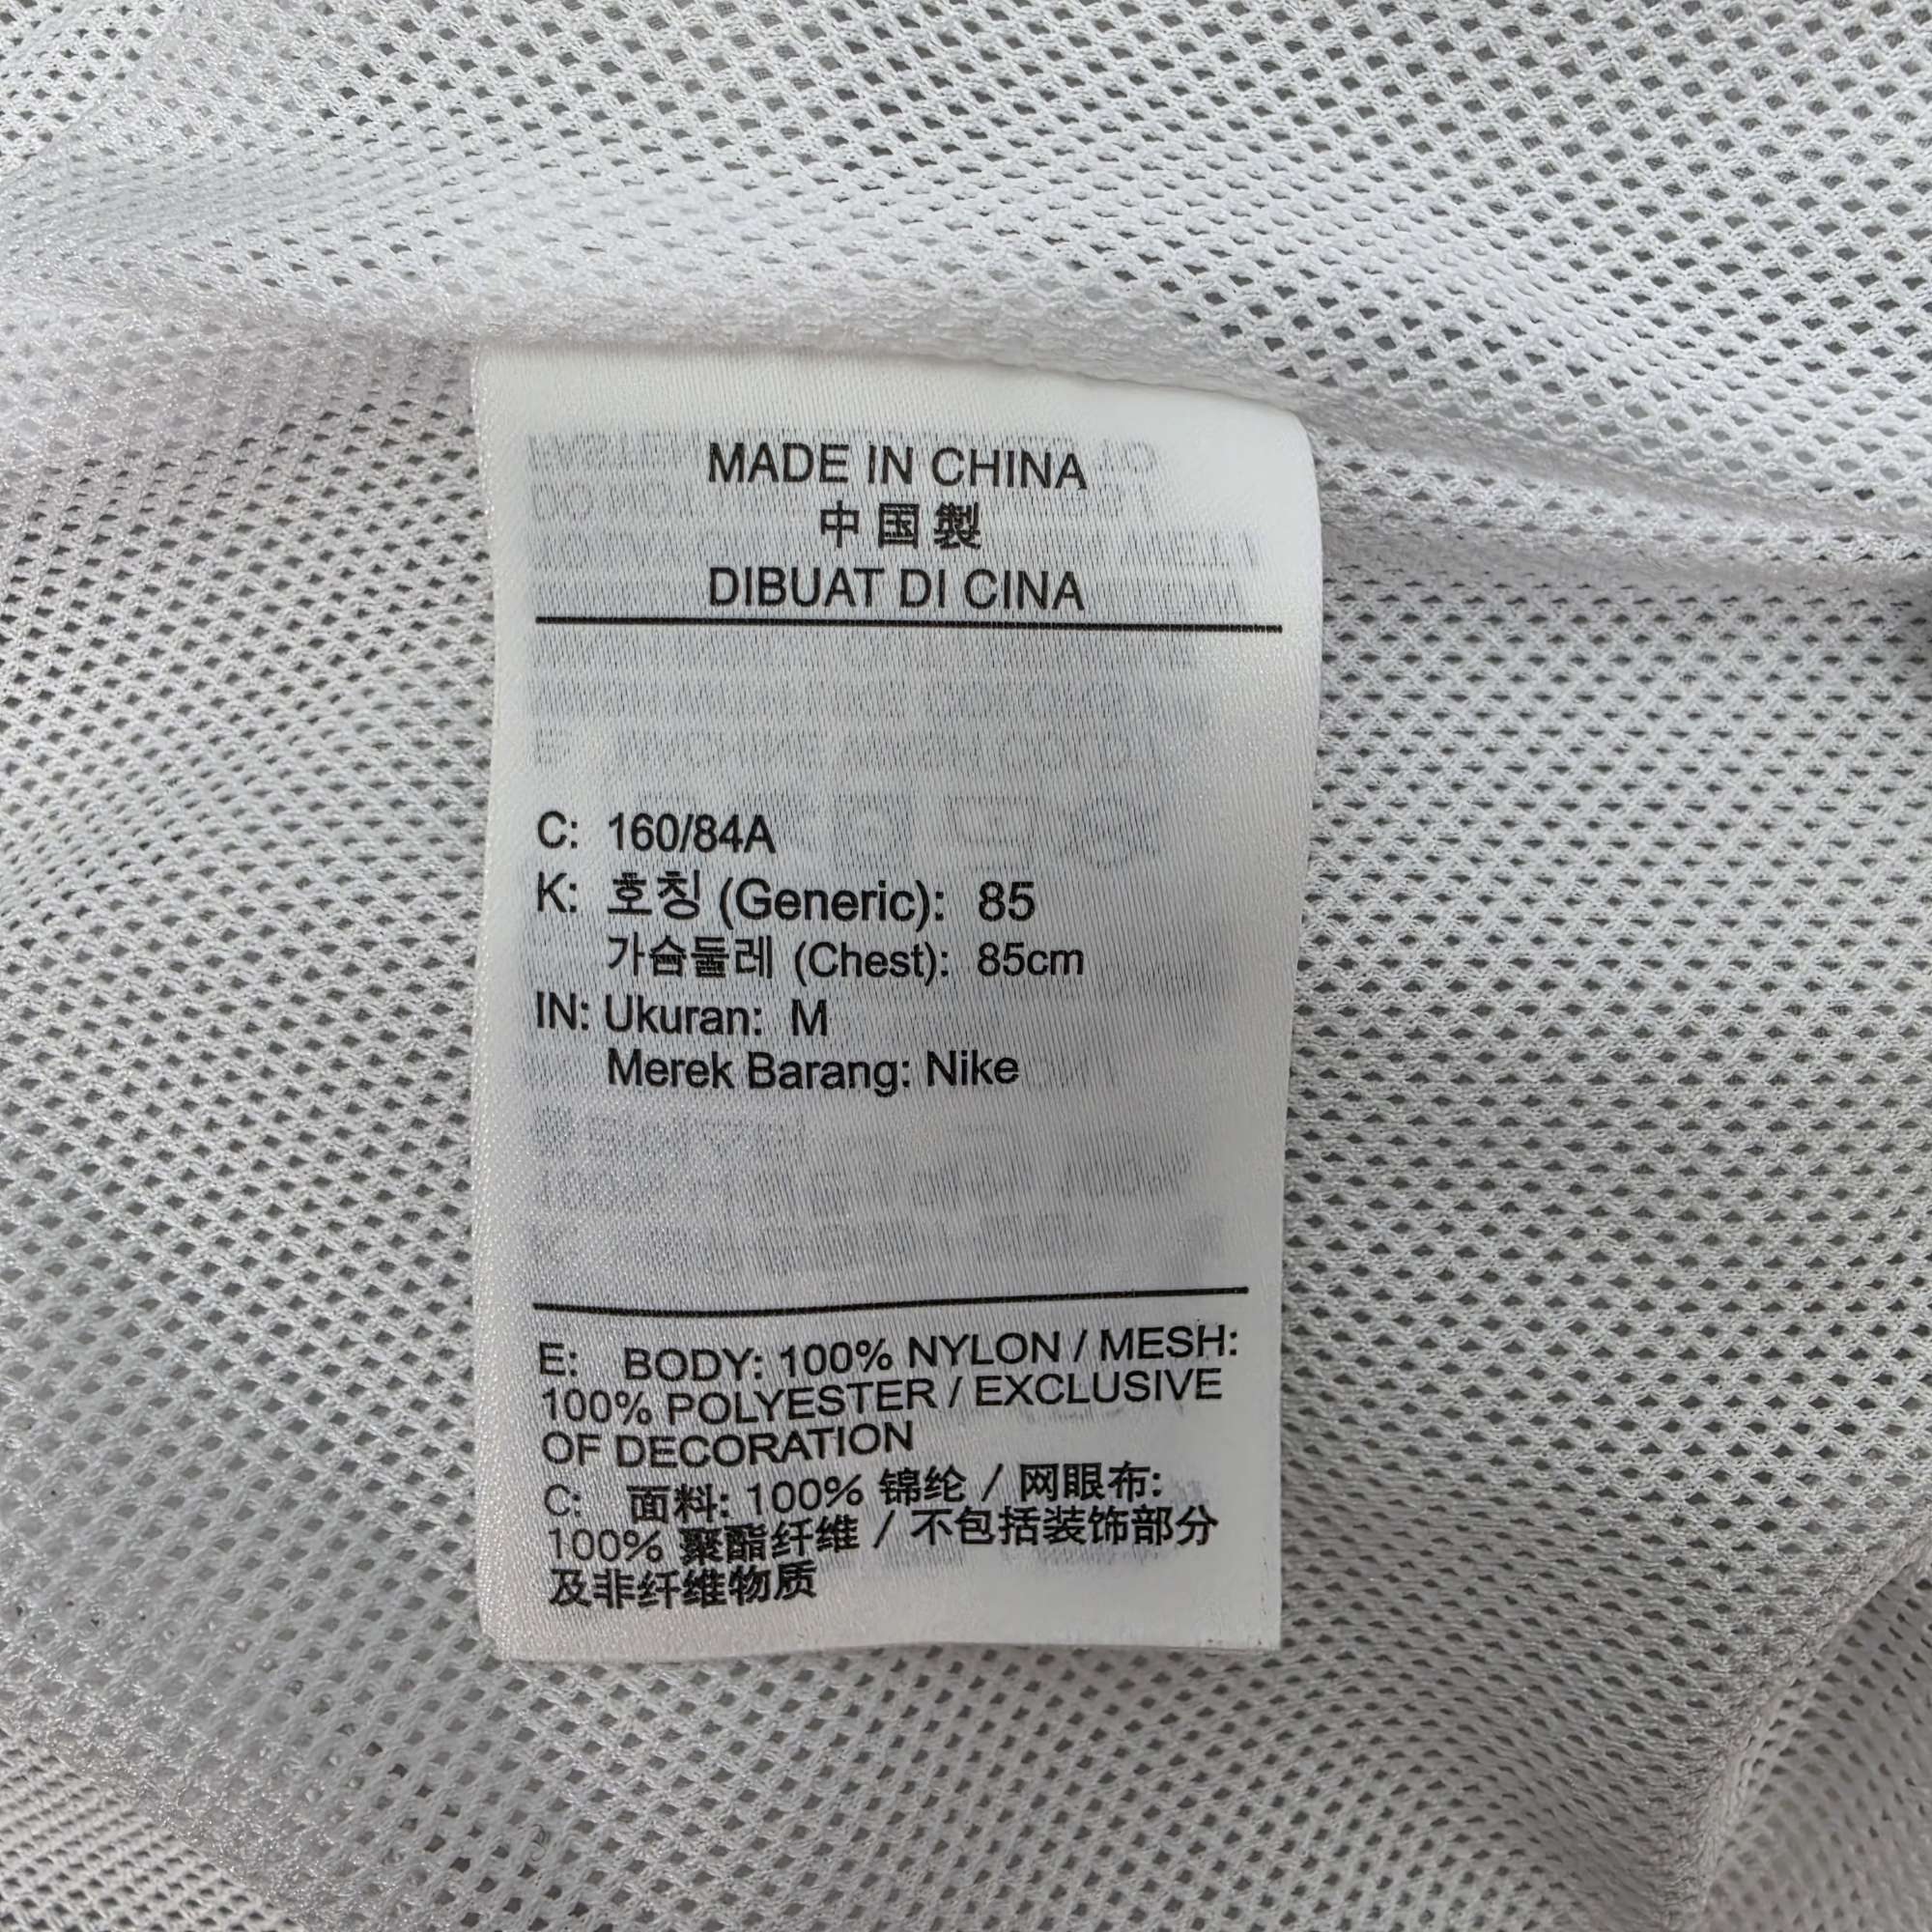 MADE IN CHINA
中国製
DIBUAT DI CINA
C: 160/84A
K: 호칭 (Generic): 85
가슴둘레 (Chest): 85cm
IN: Ukuran: M
Merek Barang: Nike
E: BODY: 100% NYLON / MESH:
100% POLYESTER / EXCLUSIVE
OF DECORATION
C: 面料: 100% 锦纶 / 网眼布:
100% 聚酯纤维 / 不包括装饰部分
及非纤维物质